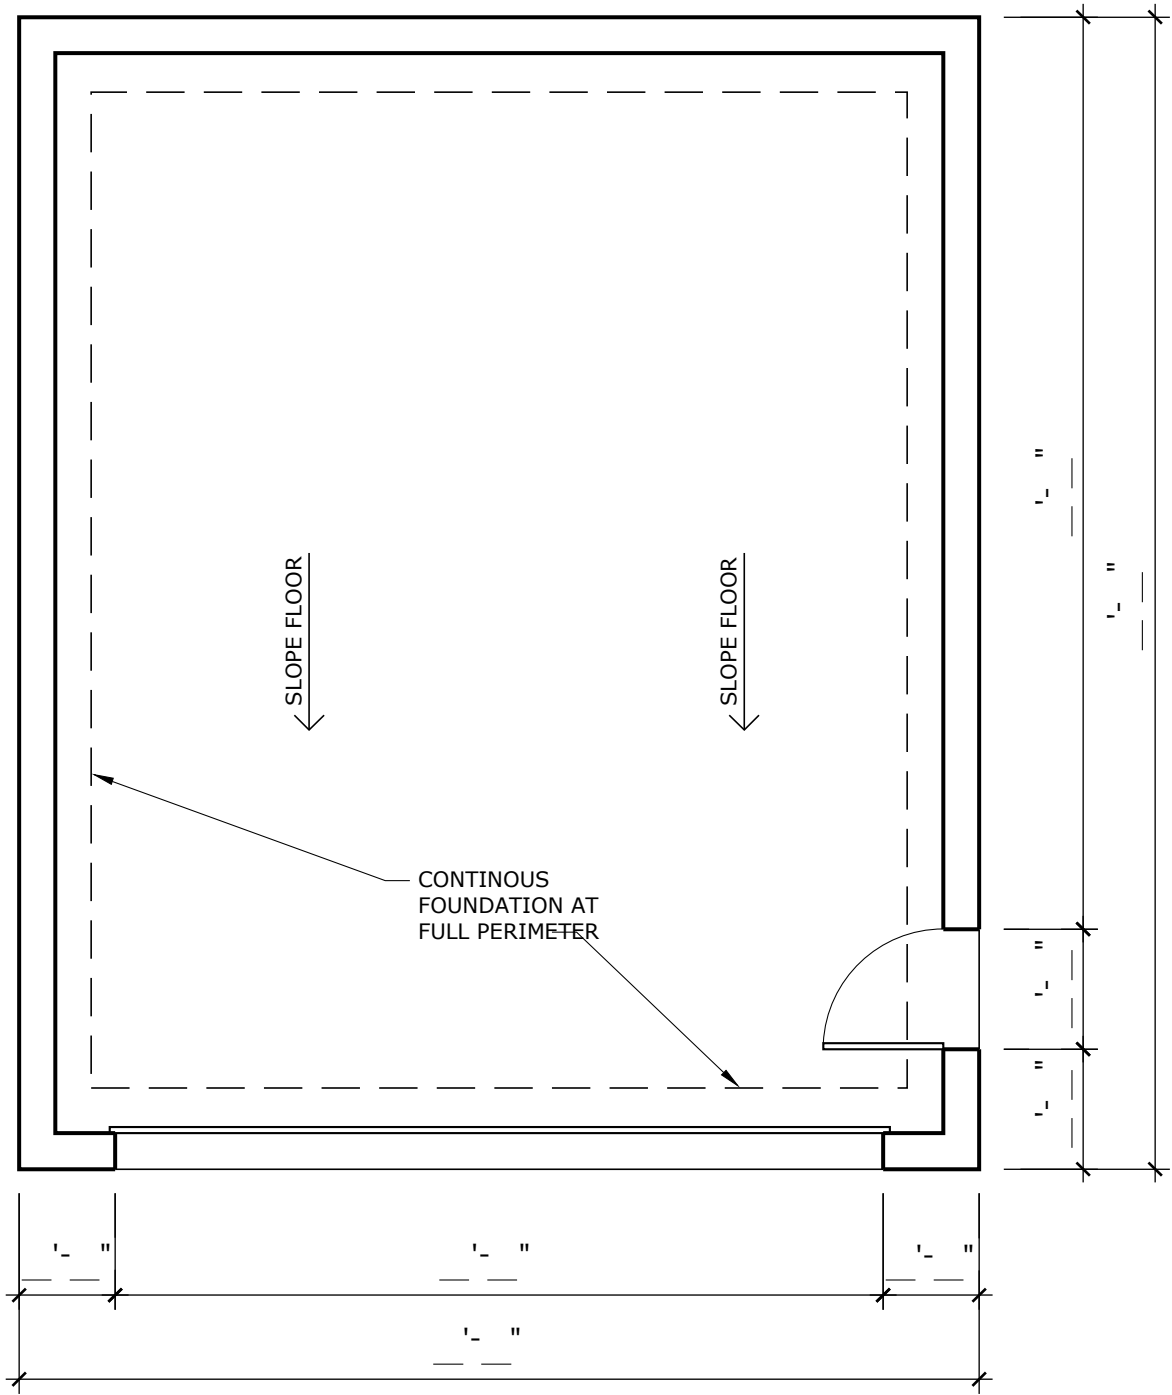 SLOPE FLOOR
SLOPE FLOOR
CONTINOUS
FOUNDATION AT
FULL PERIMETER
'- "
'- "
'- "
'- "
'- "
'- "
'- "
'- "